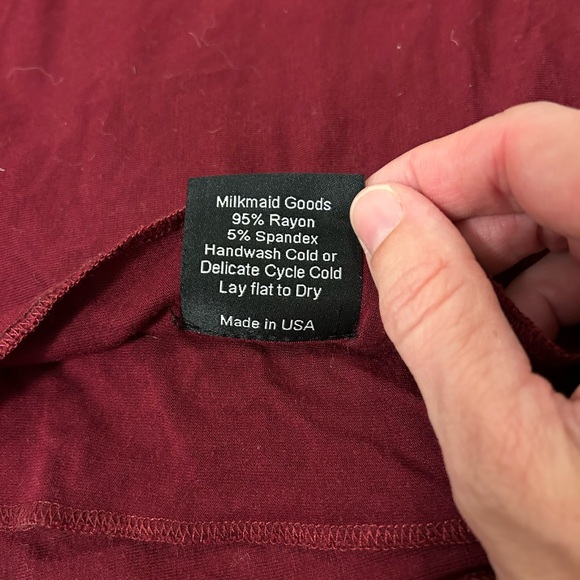 Milkmaid Goods
95% Rayon
5% Spandex
Handwash Cold or
Delicate Cycle Cold
Lay flat to Dry
Made in USA